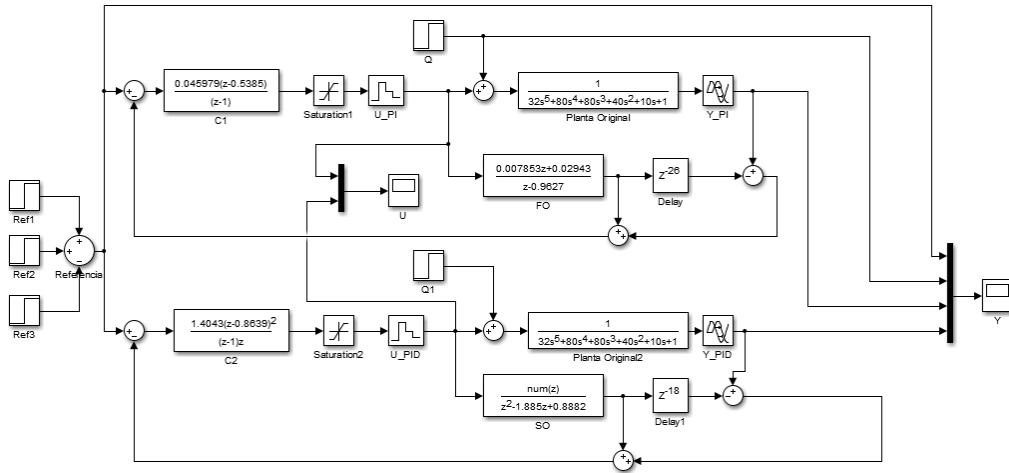 Q
0.045979(z-0.5385)
(z-1)
C1
Saturation1
U_PI
1
32s⁵+80s⁴+80s³+40s²+10s+1
Planta Original
Y_PI
0.007853z+0.02943
z-0.9627
FO
z⁻²⁶
Delay
U
Ref1
Ref2
Referencia
Ref3
Q1
1.4043(z-0.8639)²
(z-1)z
C2
Saturation2
U_PID
1
32s⁵+80s⁴+80s³+40s²+10s+1
Planta Original2
Y_PID
Y
num(z)
z²-1.885z+0.8882
SO
z⁻¹⁸
Delay1